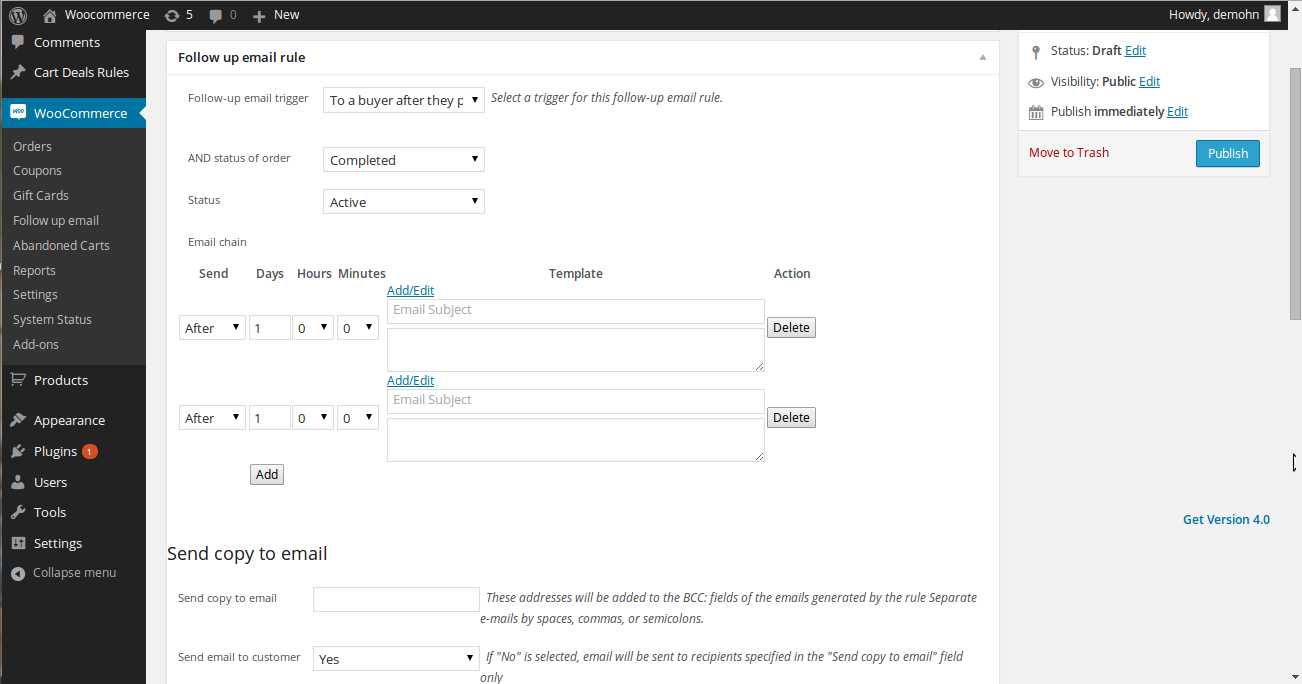 Woocommerce 5 0 + New Howdy, demohn
Comments
Cart Deals Rules
WooCommerce
Orders
Coupons
Gift Cards
Follow up email
Abandoned Carts
Reports
Settings
System Status
Add-ons
Products
Appearance
Plugins 1
Users
Tools
Settings
Collapse menu
Follow up email rule
Follow-up email trigger To a buyer after they p Select a trigger for this follow-up email rule.
AND status of order Completed
Status Active
Email chain
Send Days Hours Minutes Template Action
Add/Edit
Email Subject
After 1 0 0 Delete
Add/Edit
Email Subject
After 1 0 0 Delete
Add
Send copy to email
Send copy to email These addresses will be added to the BCC: fields of the emails generated by the rule Separate
e-mails by spaces, commas, or semicolons.
Send email to customer Yes If "No" is selected, email will be sent to recipients specified in the "Send copy to email" field
only
Status: Draft Edit
Visibility: Public Edit
Publish immediately Edit
Move to Trash Publish
Get Version 4.0